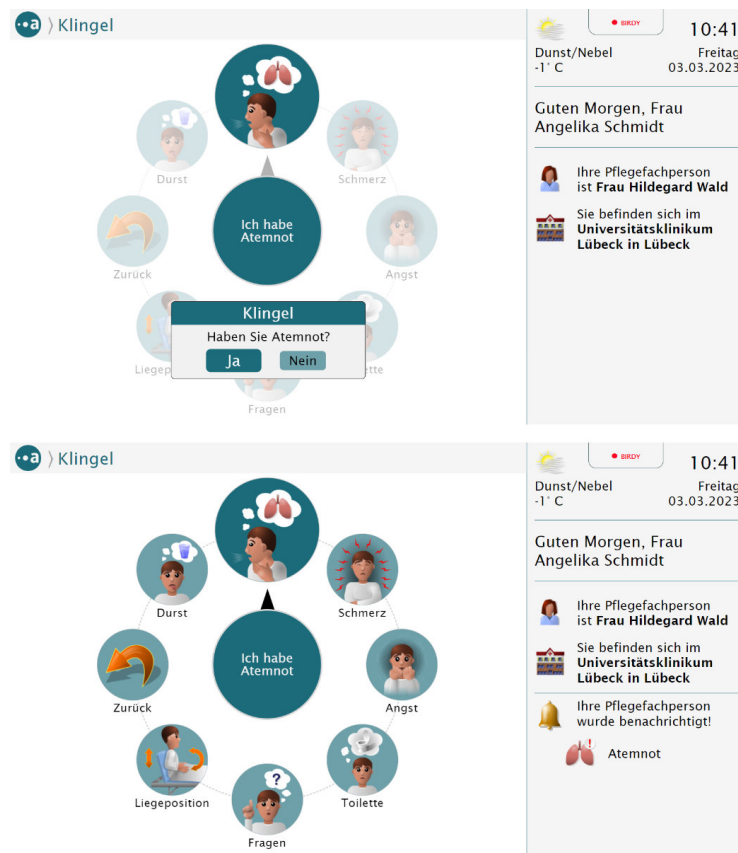 a
Klingel
Durst
Schmerz
Ich habe
Atemnot
Zurück
Angst
Klingel
Haben Sie Atemnot?
Ja
Nein
Liegep
tte
Fragen
BIRDY
10:41
Dunst/Nebel
Freitag
-1° C
03.03.2023
Guten Morgen, Frau
Angelika Schmidt
Ihre Pflegefachperson
ist Frau Hildegard Wald
Sie befinden sich im
Universitätsklinikum
Lübeck in Lübeck
a
Klingel
Durst
Schmerz
Ich habe
Atemnot
Zurück
Angst
Liegeposition
?
Toilette
Fragen
BIRDY
10:41
Dunst/Nebel
Freitag
-1° C
03.03.2023
Guten Morgen, Frau
Angelika Schmidt
Ihre Pflegefachperson
ist Frau Hildegard Wald
Sie befinden sich im
Universitätsklinikum
Lübeck in Lübeck
Ihre Pflegefachperson
wurde benachrichtigt!
Atemnot